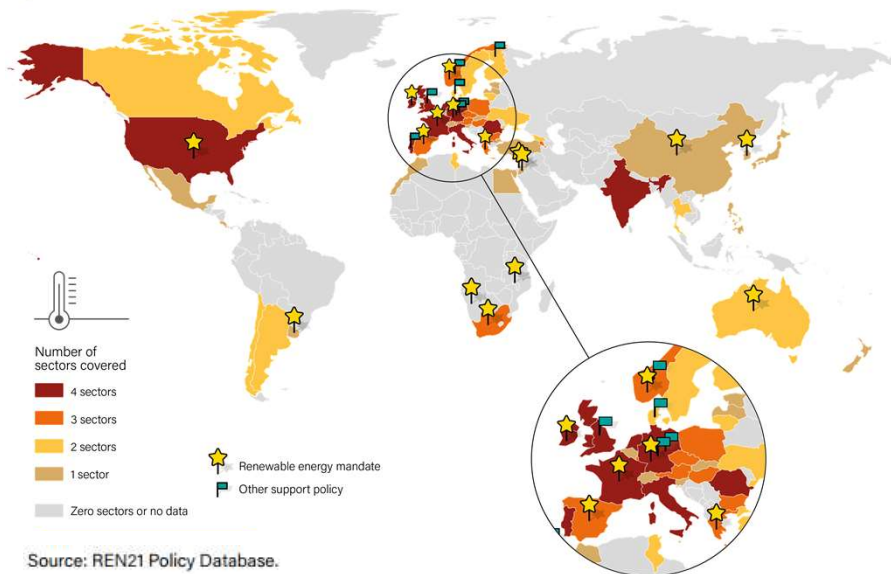 Number of
sectors covered
4 sectors
3 sectors
2 sectors
1 sector
Zero sectors or no data
Renewable energy mandate
Other support policy
Source: REN21 Policy Database.